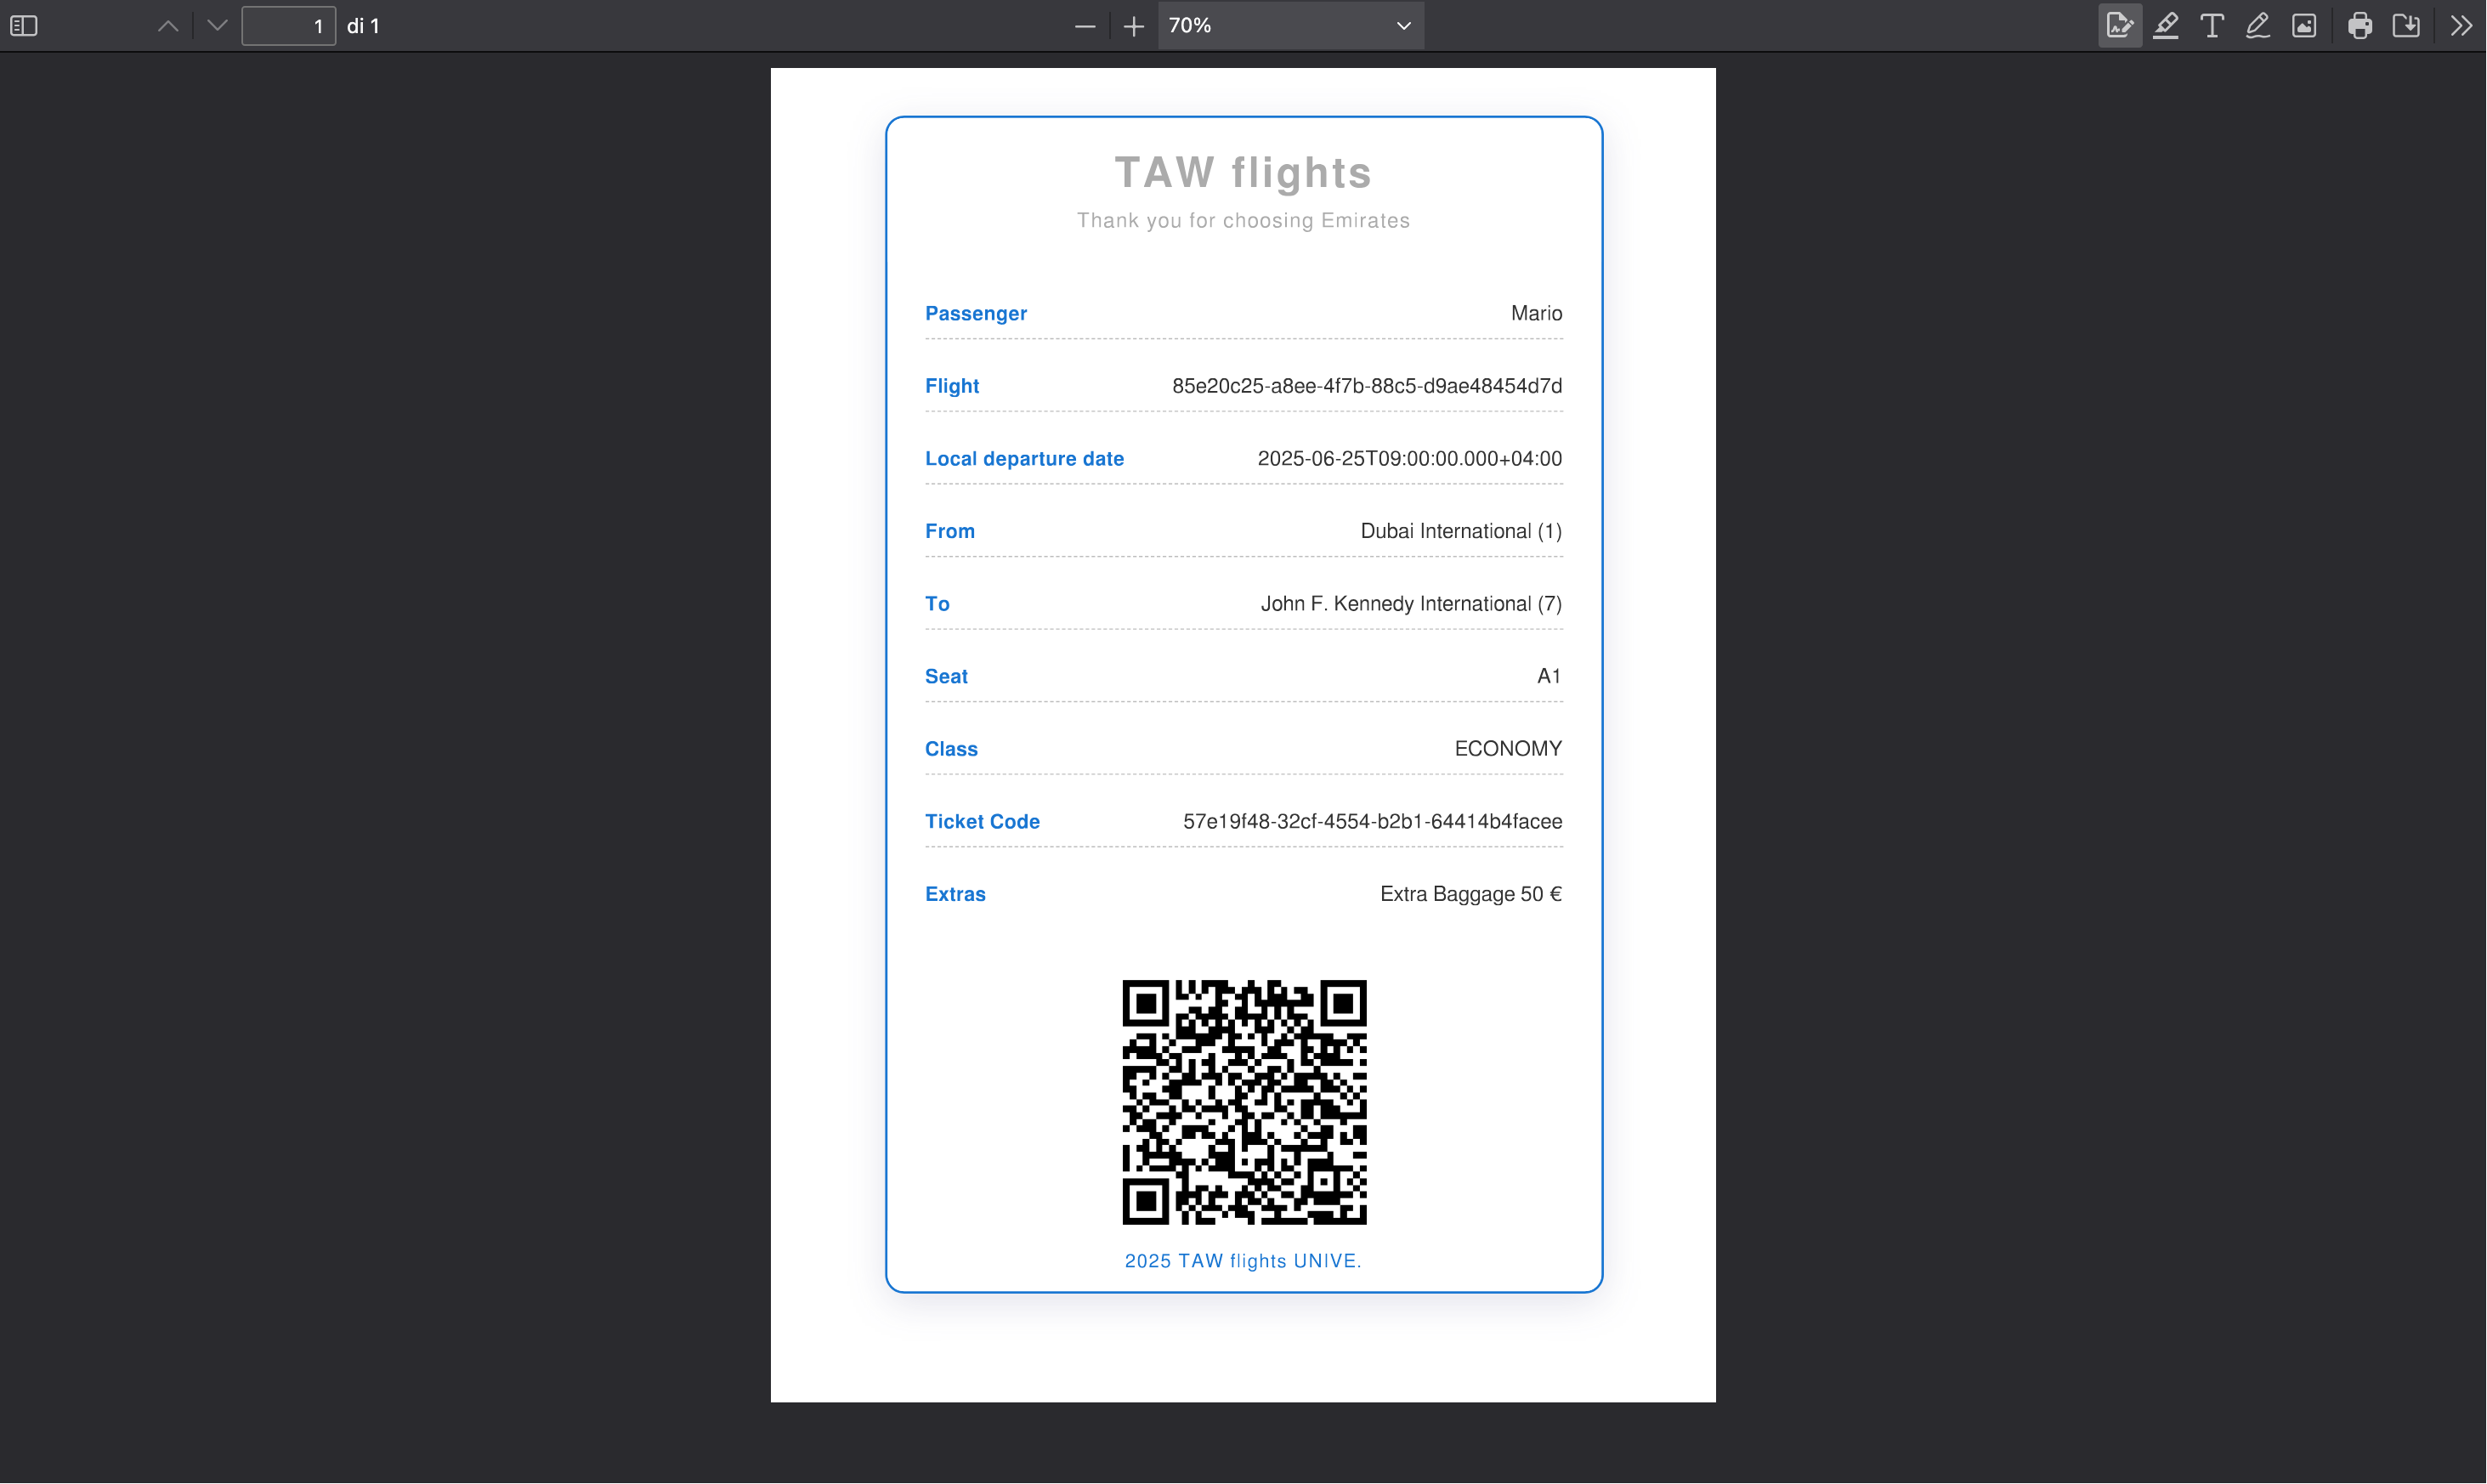 1 di 1 70%
TAW flights
Thank you for choosing Emirates
Passenger Mario
Flight 85e20c25-a8ee-4f7b-88c5-d9ae48454d7d
Local departure date 2025-06-25T09:00:00.000+04:00
From Dubai International (1)
To John F. Kennedy International (7)
Seat A1
Class ECONOMY
Ticket Code 57e19f48-32cf-4554-b2b1-64414b4facee
Extras Extra Baggage 50 €
2025 TAW flights UNIVE.